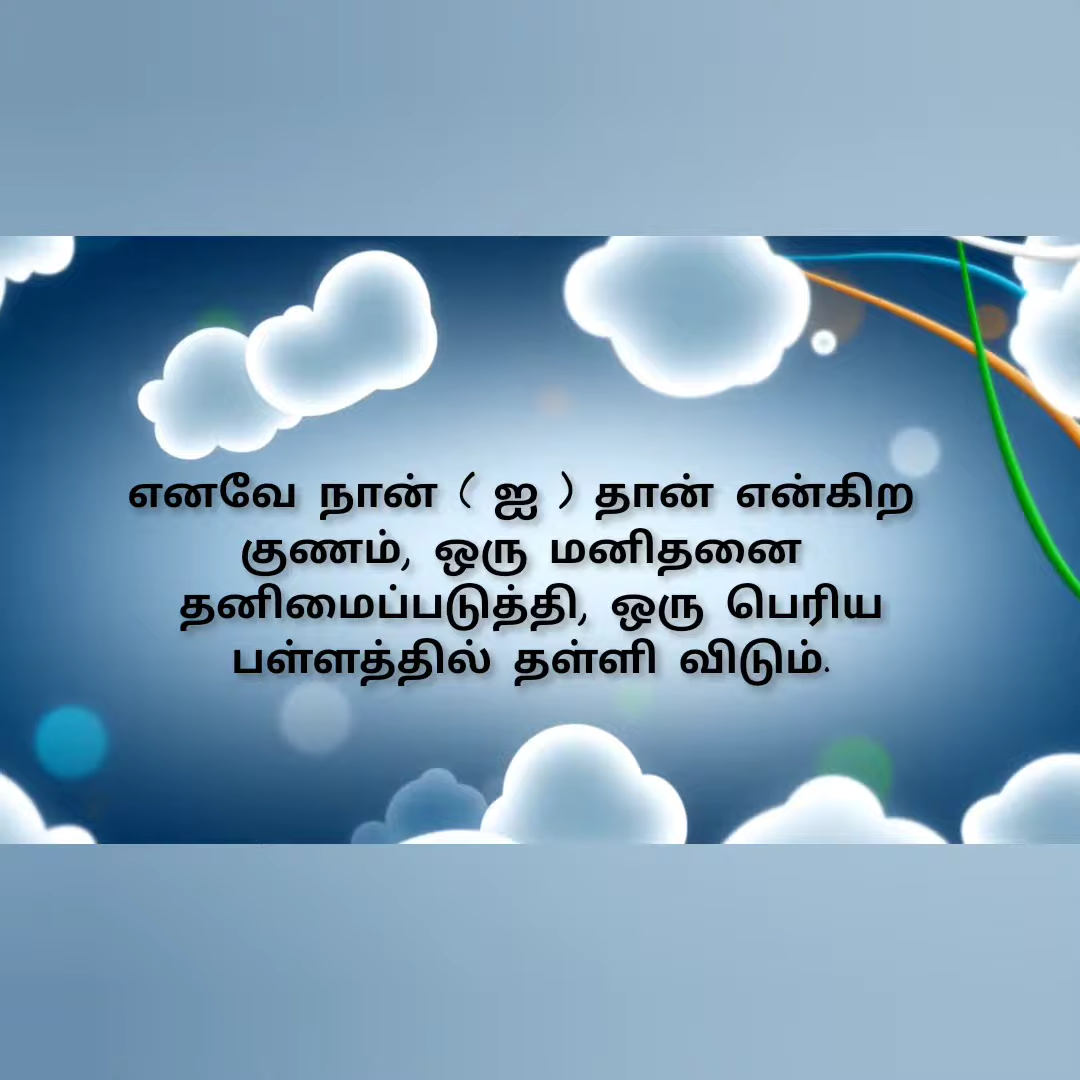 எனவே நான் ( ஐ ) தான் என்கிற
குணம், ஒரு மனிதனை
தனிமைப்படுத்தி, ஒரு பெரிய
பள்ளத்தில் தள்ளி விடும்.